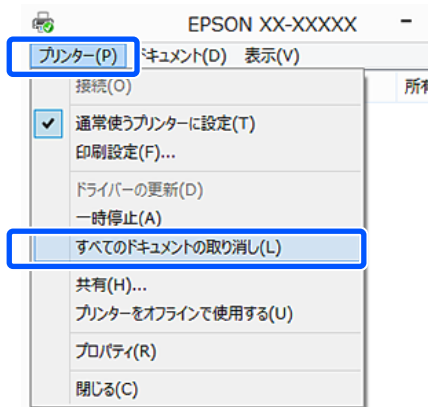 EPSON XX-XXXXX
プリンター(P) ドキュメント(D) 表示(V)
接続(O)
通常使うプリンターに設定(T)
印刷設定(F)...
ドライバーの更新(D)
一時停止(A)
すべてのドキュメントの取り消し(L)
共有(H)...
プリンターをオフラインで使用する(U)
プロパティ(R)
閉じる(C)